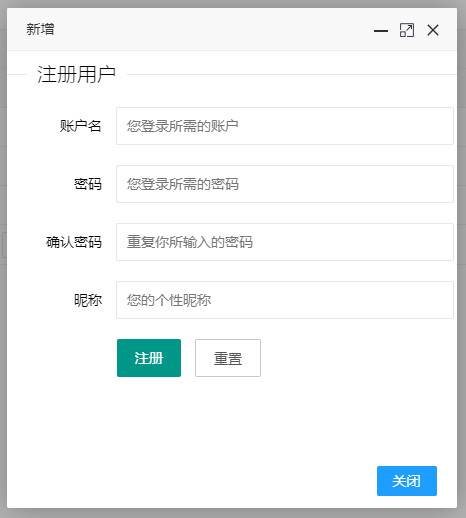 新增
注册用户
账户名 您登录所需的账户
密码 您登录所需的密码
确认密码 重复你所输入的密码
昵称 您的个性昵称
注册 重置
关闭